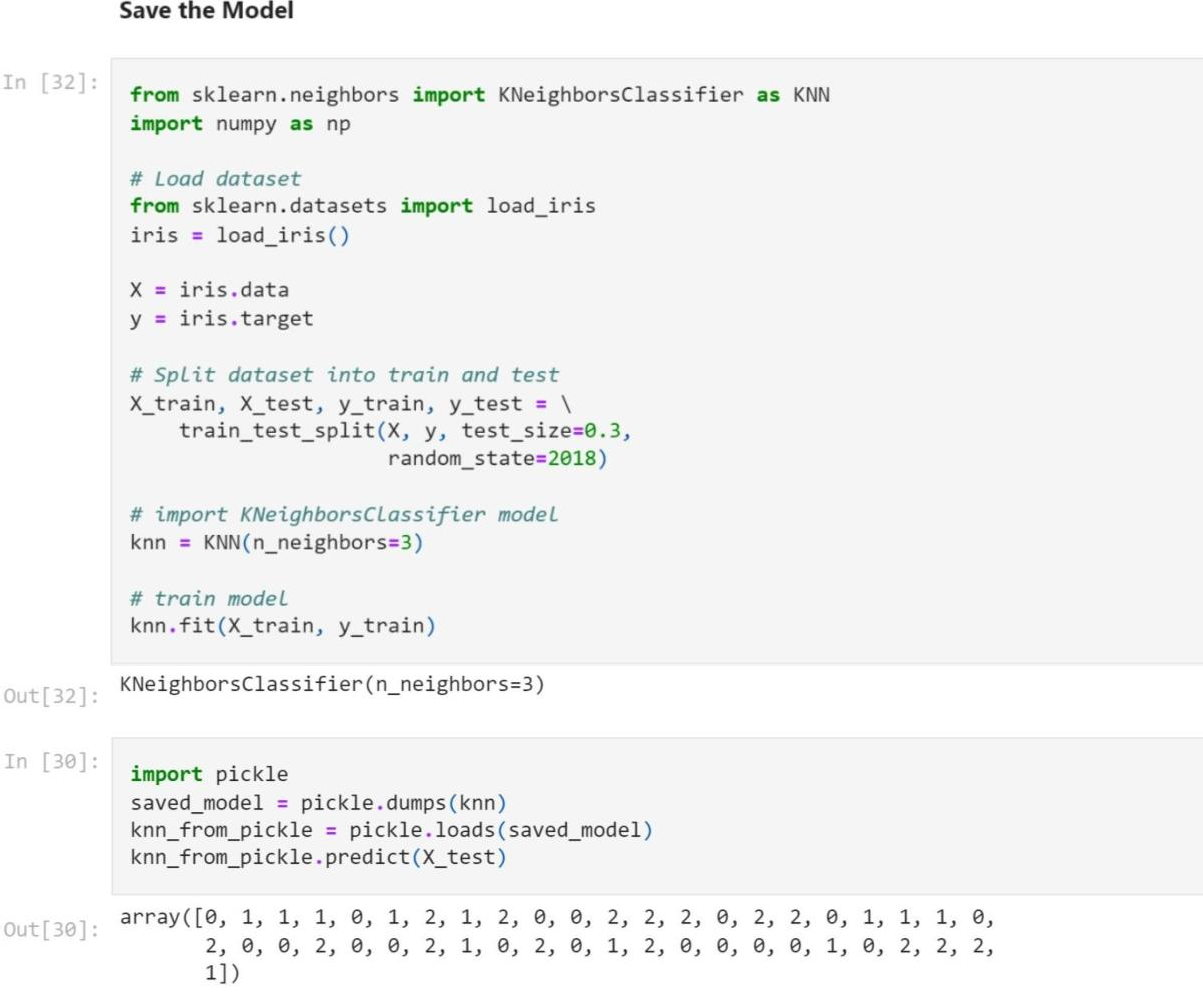 Save the Model
In [32]:
from sklearn.neighbors import KNeighborsClassifier as KNN
import numpy as np
# Load dataset
from sklearn.datasets import load_iris
iris = load_iris()
X = iris.data
y = iris.target
# Split dataset into train and test
X_train, X_test, y_train, y_test = \
    train_test_split(X, y, test_size=0.3,
                     random_state=2018)
# import KNeighborsClassifier model
knn = KNN(n_neighbors=3)
# train model
knn.fit(X_train, y_train)
Out[32]: KNeighborsClassifier(n_neighbors=3)
In [30]:
import pickle
saved_model = pickle.dumps(knn)
knn_from_pickle = pickle.loads(saved_model)
knn_from_pickle.predict(X_test)
Out[30]: array([0, 1, 1, 1, 0, 1, 2, 1, 2, 0, 0, 2, 2, 2, 0, 2, 2, 0, 1, 1, 1, 0,
       2, 0, 0, 2, 0, 0, 2, 1, 0, 2, 0, 1, 2, 0, 0, 0, 0, 1, 0, 2, 2, 2,
       1])